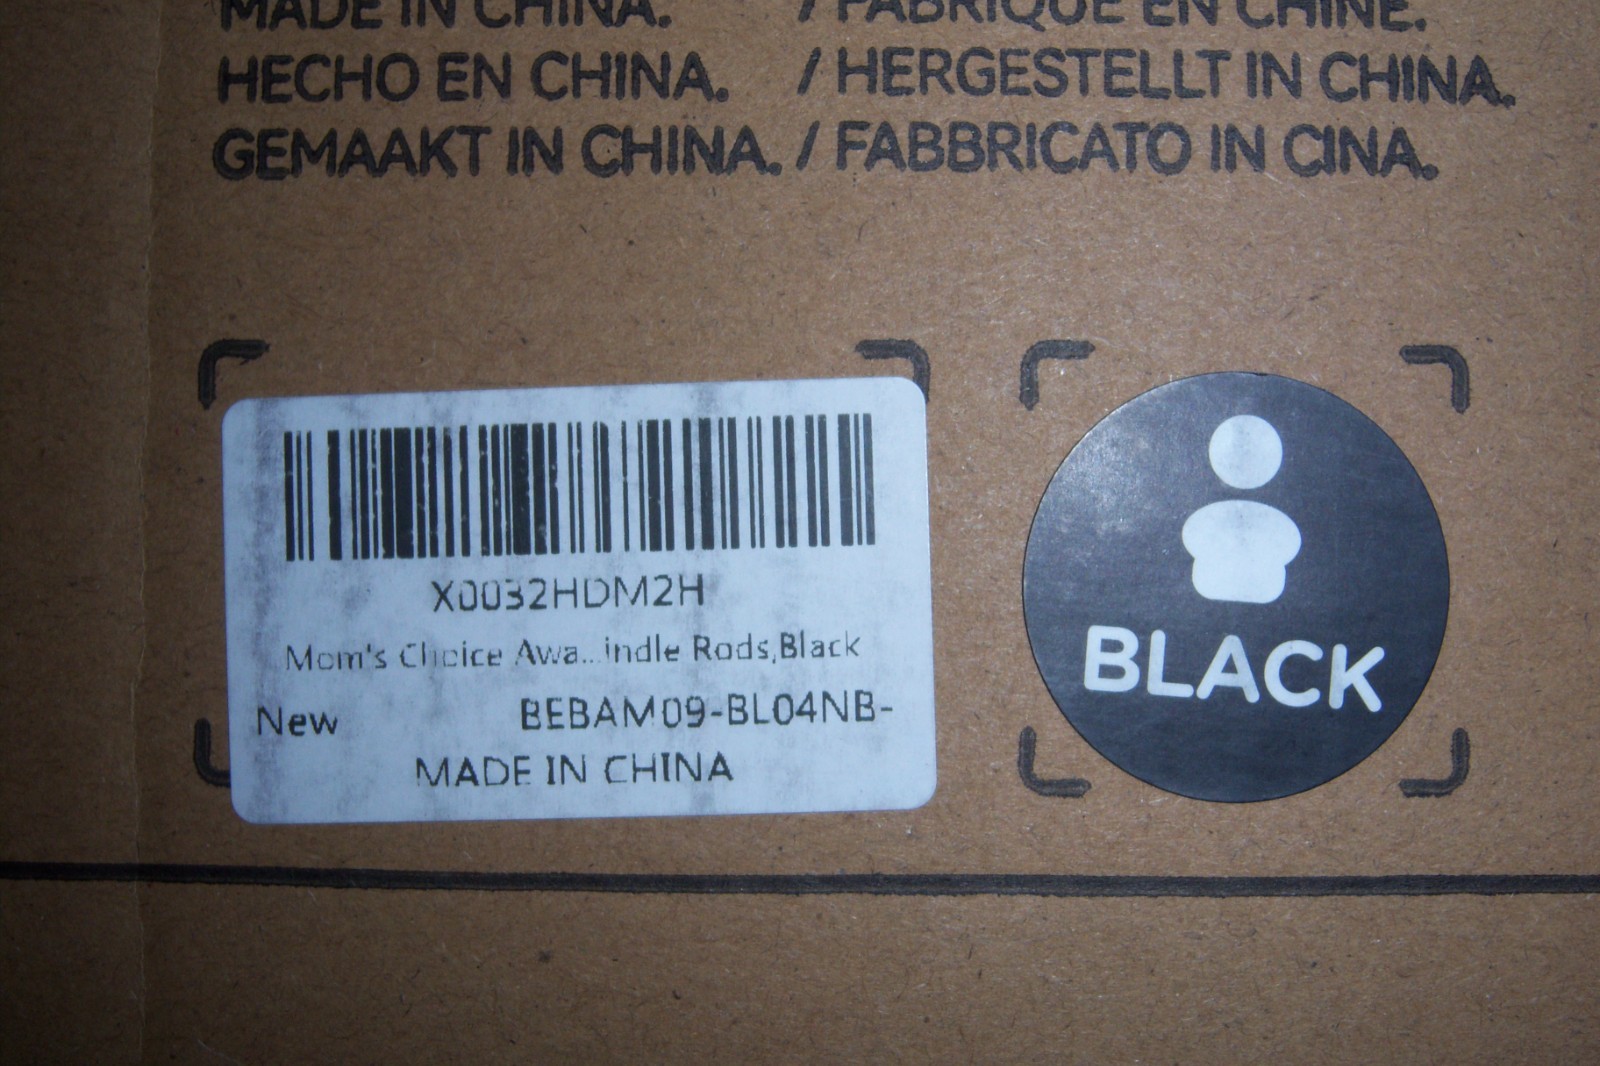 MADE IN CHINA. / FABRIQUÉ EN CHINE.
HECHO EN CHINA. / HERGESTELLT IN CHINA.
GEMAAKT IN CHINA. / FABBRICATO IN CINA.
X0032HDM2H
Mom's Choice Awa...indle Rods,Black
New BEBAM09-BL04NB-
MADE IN CHINA
BLACK